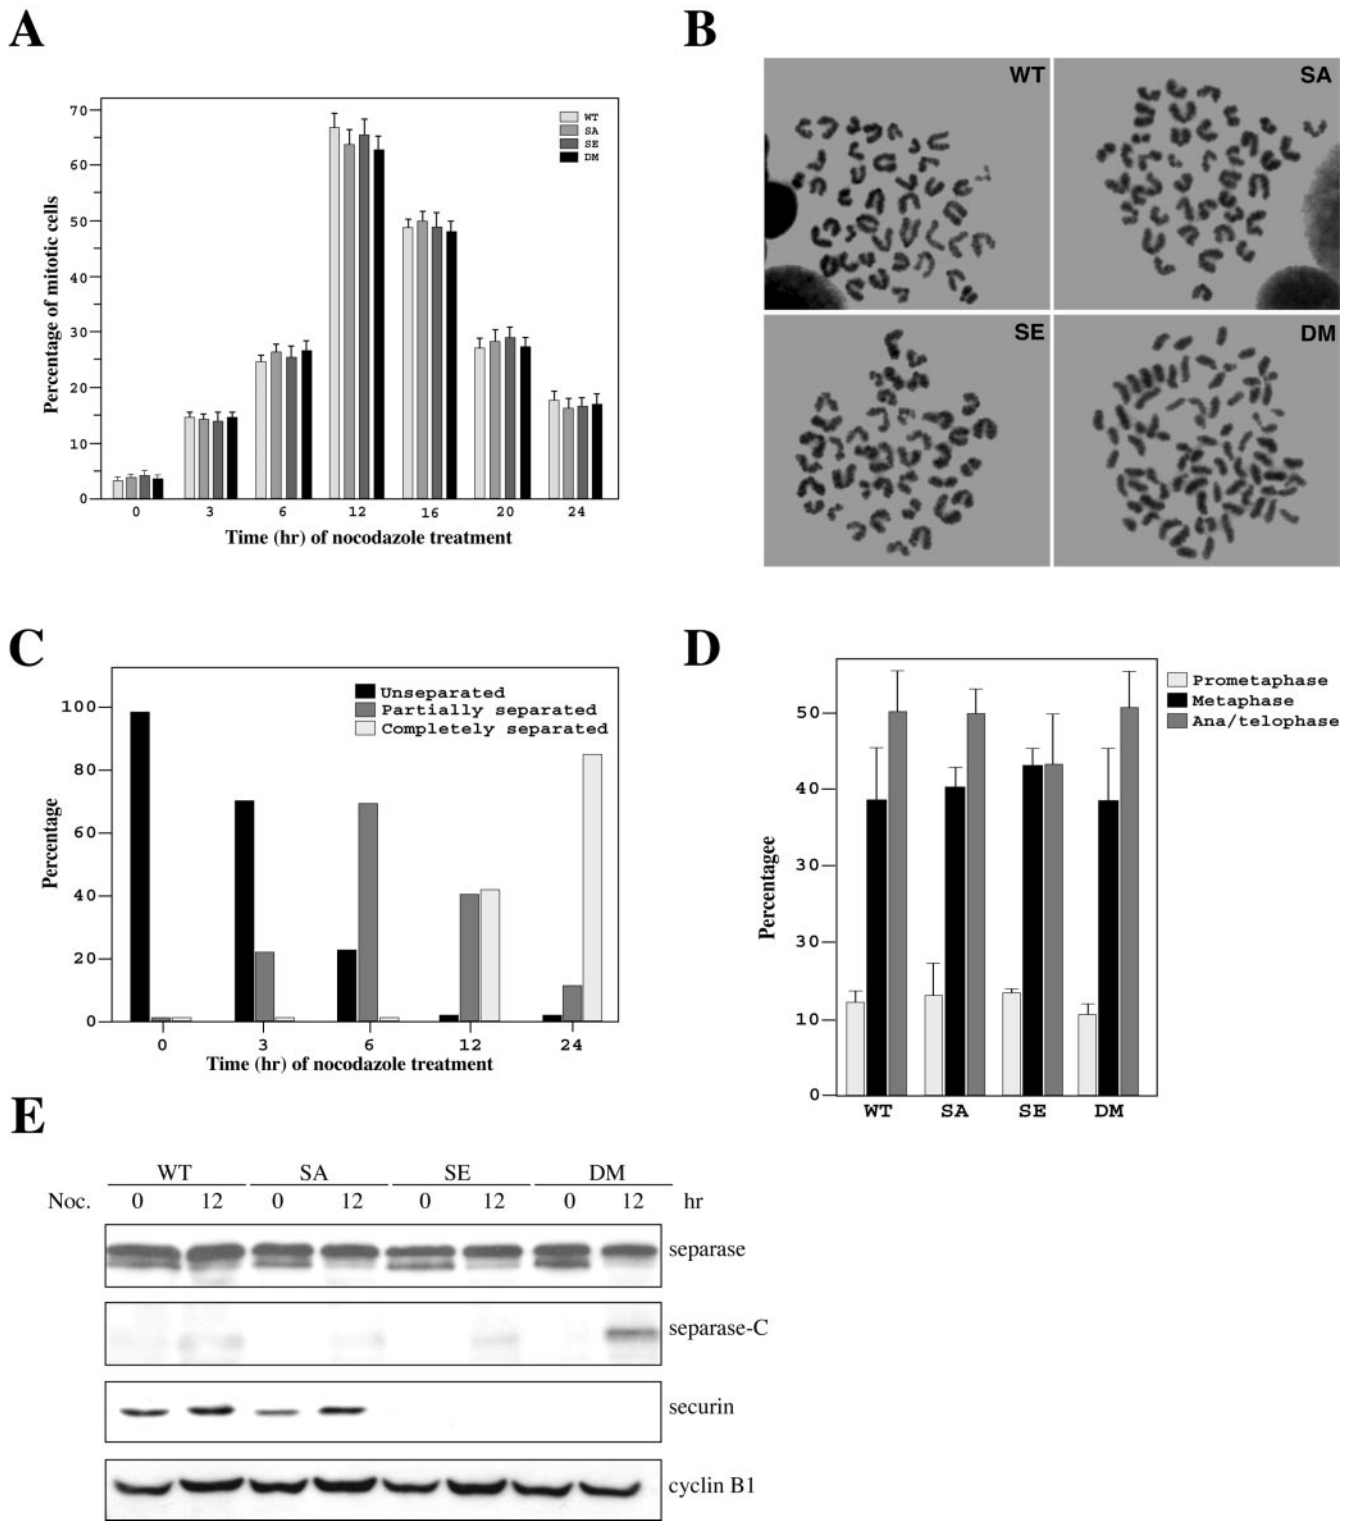 A
70
60
50
40
30
20
10
0
Percentage of mitotic cells
WT
SA
SE
DM
0 3 6 12 16 20 24
Time (hr) of nocodazole treatment
B
WT
SA
SE
DM
C
100
80
60
40
20
0
Percentage
Unseparated
Partially separated
Completely separated
0 3 6 12 24
Time (hr) of nocodazole treatment
D
50
40
30
30
10
0
Percentagee
Prometaphase
Metaphase
Ana/telophase
WT SA SE DM
E
WT SA SE DM
Noc. 0 12 0 12 0 12 0 12 hr
separase
separase-C
securin
cyclin B1